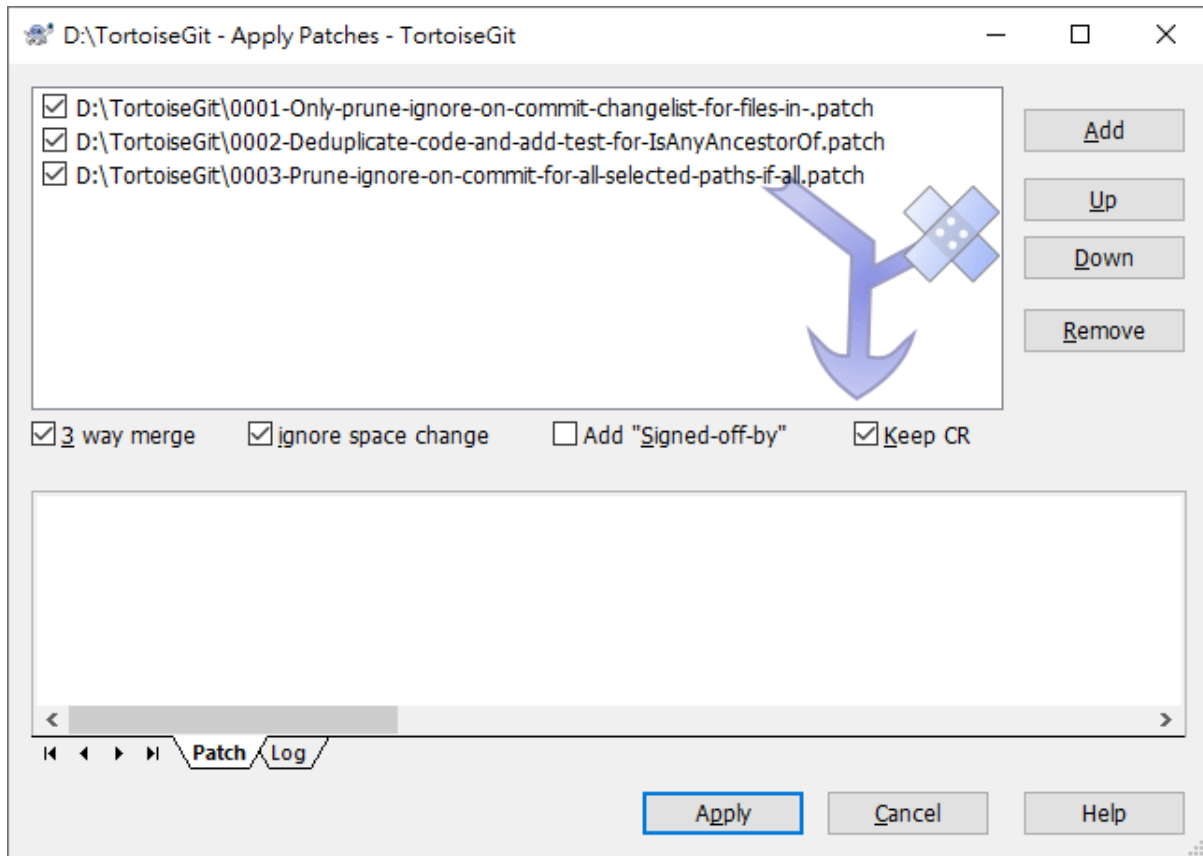 D:\TortoiseGit - Apply Patches - TortoiseGit
D:\TortoiseGit\0001-Only-prune-ignore-on-commit-changelist-for-files-in-.patch
D:\TortoiseGit\0002-Deduplicate-code-and-add-test-for-IsAnyAncestorOf.patch
D:\TortoiseGit\0003-Prune-ignore-on-commit-for-all-selected-paths-if-all.patch
Add
Up
Down
Remove
3 way merge ignore space change Add "Signed-off-by" Keep CR
Patch Log
Apply Cancel Help